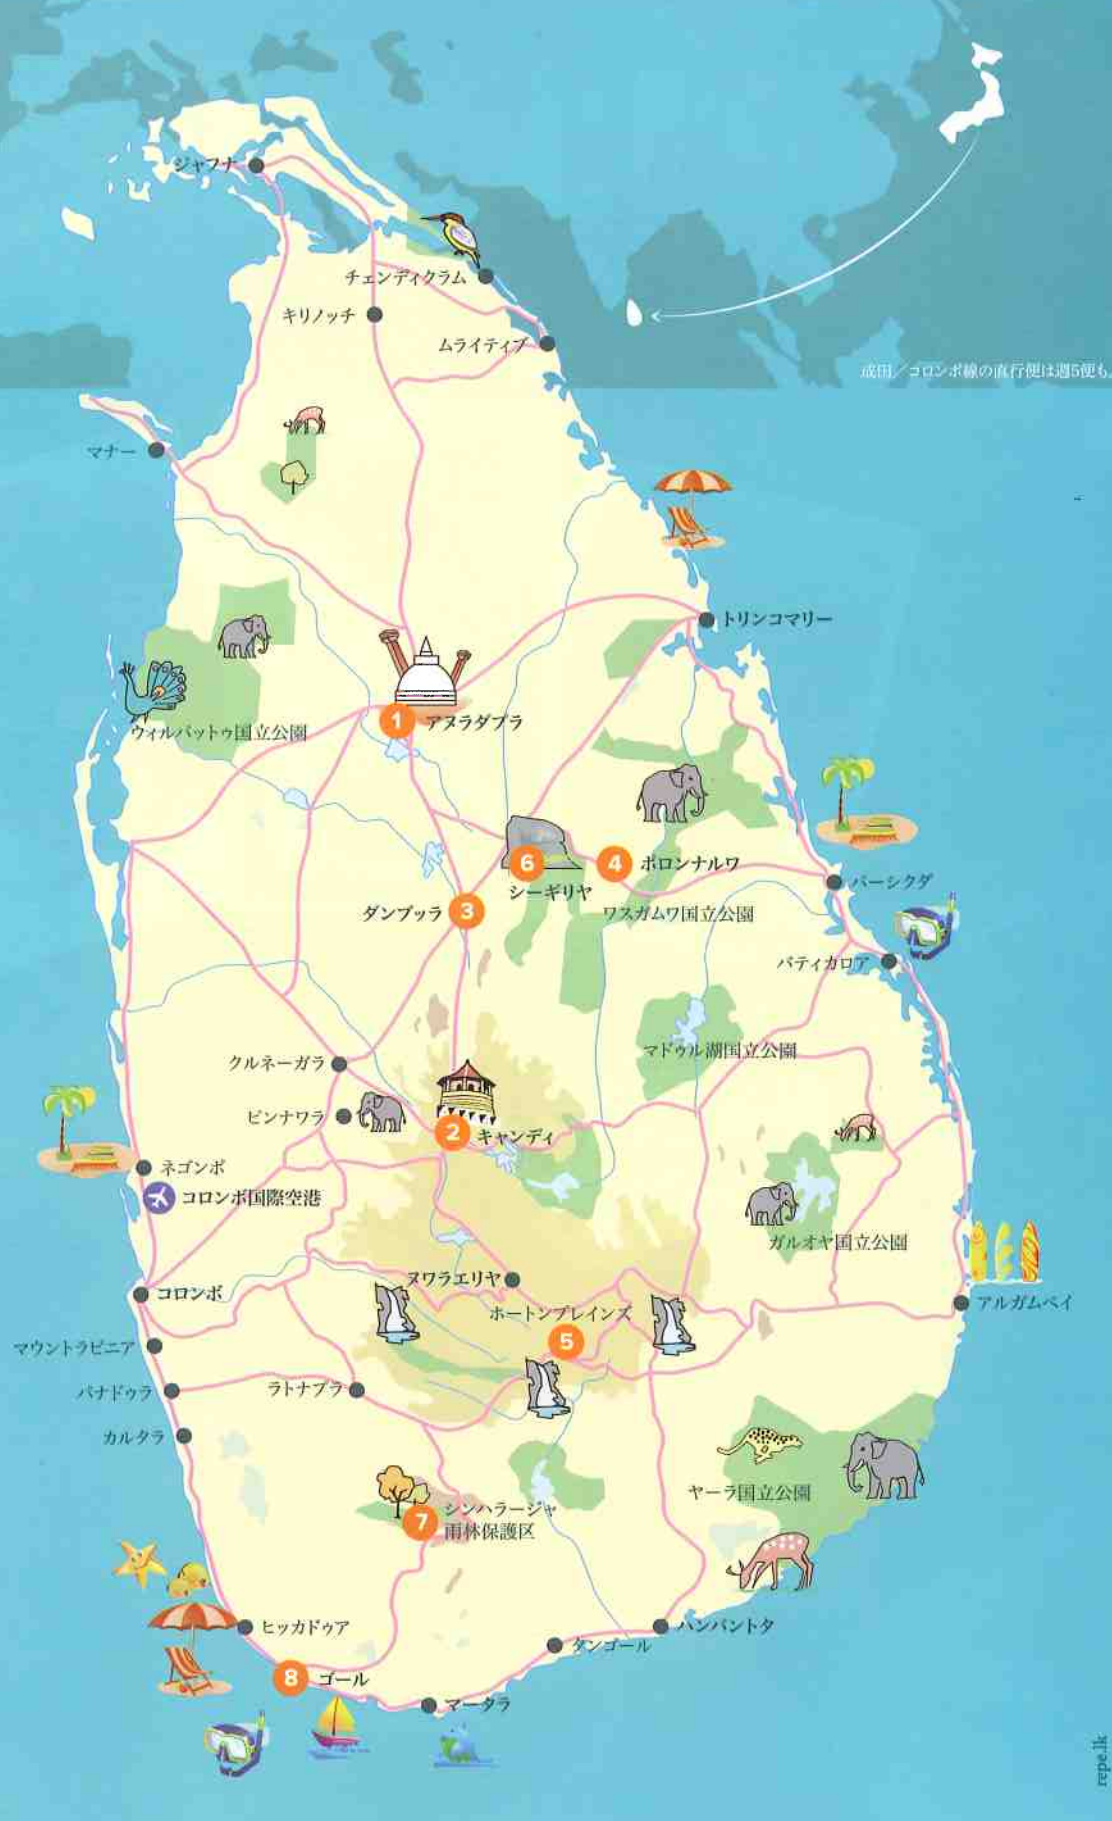 ジャフナ
チェンディクラム
キリノッチ
ムライティブ
成田／コロンボ線の直行便は週5便も
マナー
トリンコマリー
1 アヌラダプラ
ウィルパットゥ国立公園
6
シーギリヤ
4 ポロンナルワ
パーシクダ
ダンブッラ 3
ワスガムワ国立公園
バティカロア
マドゥル湖国立公園
クルネーガラ
ピンナワラ
2 キャンディ
ネゴンボ
コロンボ国際空港
ガルオヤ国立公園
ヌワラエリヤ
コロンボ
アルガムベイ
ホートンプレインズ
5
マウントラビニア
パナドゥラ
ラトナプラ
カルタラ
ヤーラ国立公園
シンハラージャ
7 雨林保護区
ヒッカドゥア
ハンバントタ
タンゴール
8 ゴール
マータラ
repe.lk